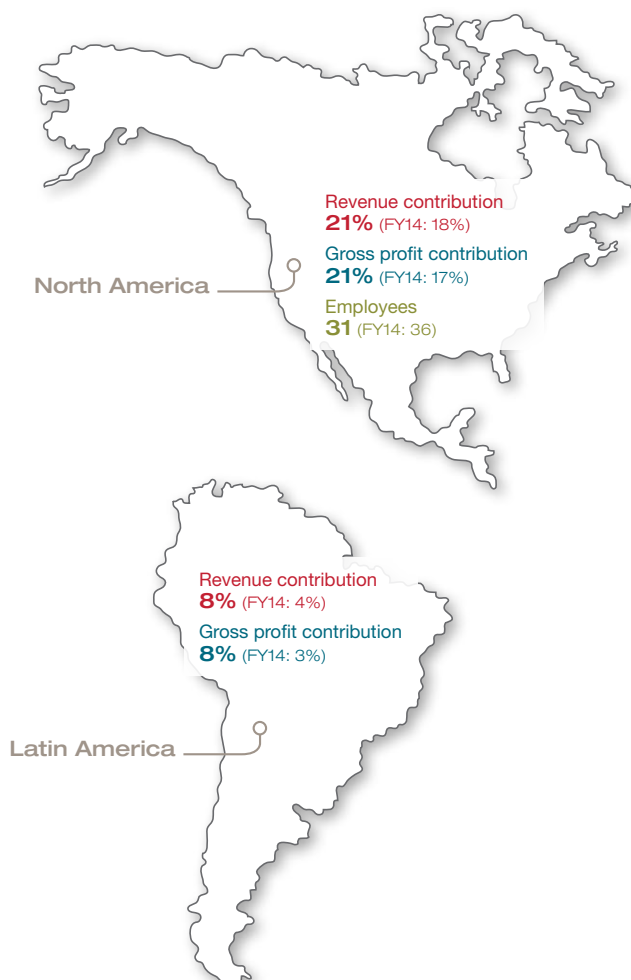 Revenue contribution
21% (FY14: 18%)
Gross profit contribution
21% (FY14: 17%)
North America
Employees
31 (FY14: 36)
Revenue contribution
8% (FY14: 4%)
Gross profit contribution
8% (FY14: 3%)
Latin America